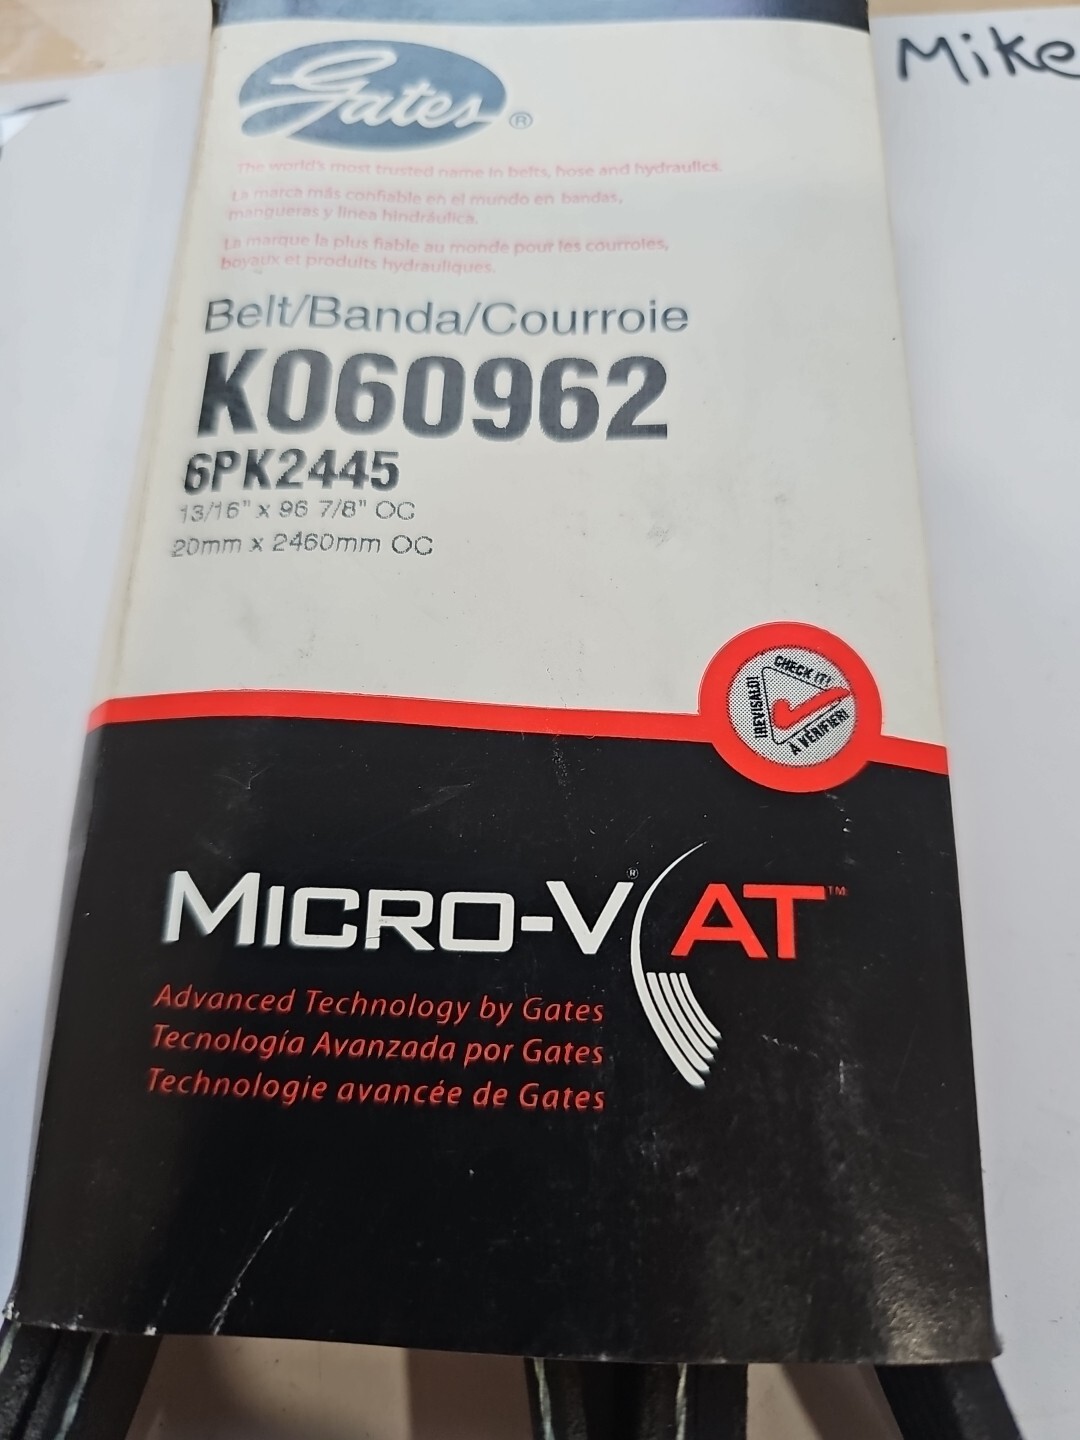 Mike
Gates®
The world's most trusted name in belts, hose and hydraulics.
La marca más confiable en el mundo en bandas,
mangueras y línea hindráulica.
La marque la plus fiable au monde pour les courroies,
boyaux et produits hydrauliques.
Belt/Banda/Courroie
K060962
6PK2445
13/16" x 96 7/8" OC
20mm x 2460mm OC
CHECK IT!
¡REVISALO!
À VÉRIFIER!
MICRO-V® AT™
Advanced Technology by Gates
Tecnología Avanzada por Gates
Technologie avancée de Gates